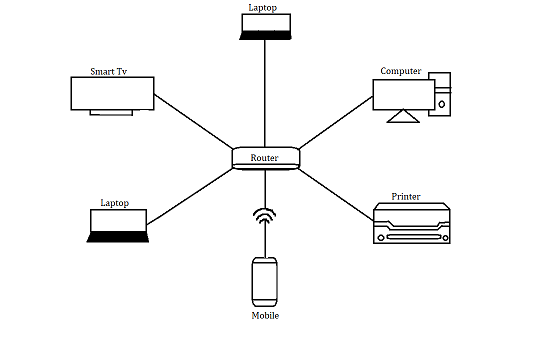 Laptop
Smart Tv
Computer
Router
Laptop
Printer
Mobile